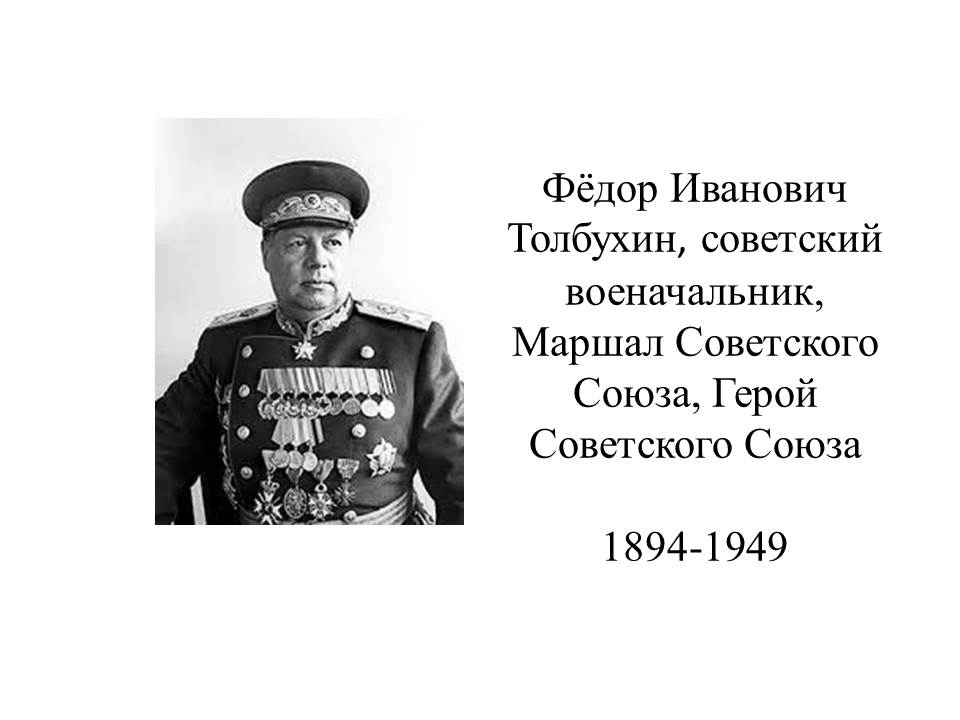 Фёдор Иванович
Толбухин, советский
военачальник,
Маршал Советского
Союза, Герой
Советского Союза
1894-1949